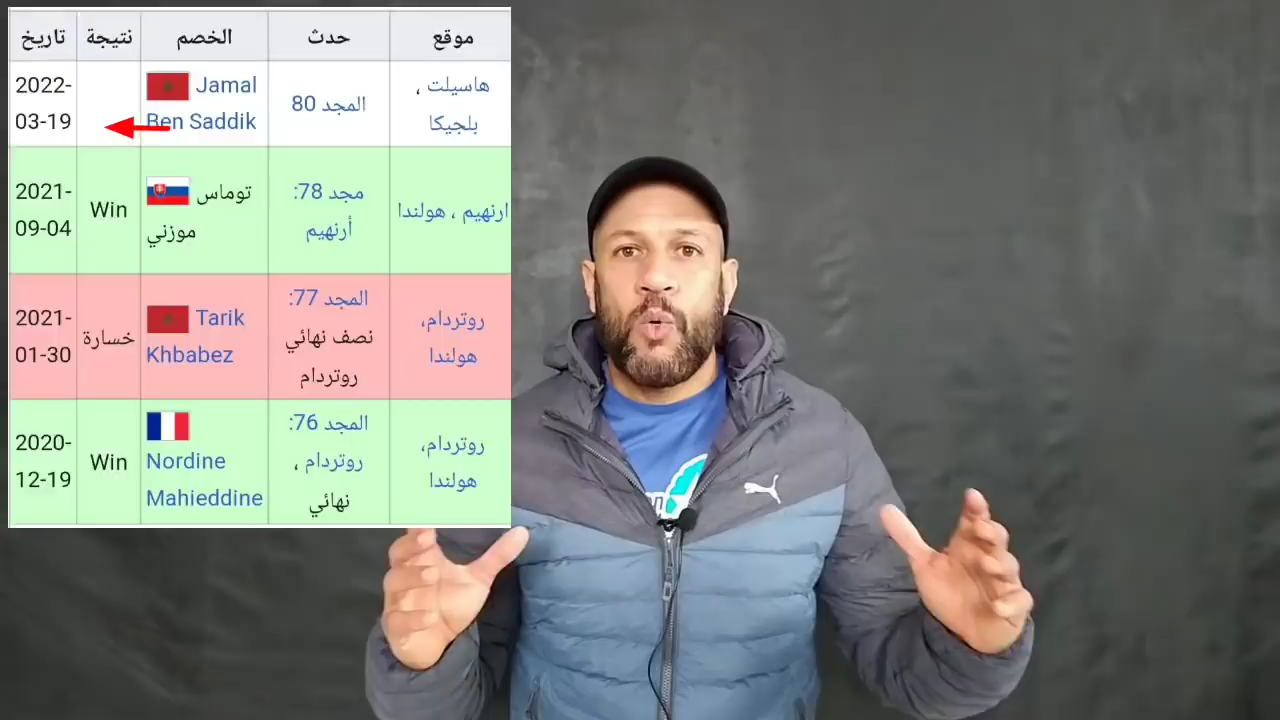 تاريخ نتيجة الخصم حدث موقع
2022-
03-19
Jamal
Ben Saddik
المجد 80
هاسيلت ،
بلجيكا
2021-
09-04
Win
توماس
موزني
مجد 78:
أرنهيم
ارنهيم ، هولندا
2021-
01-30
خسارة
Tarik
Khbabez
المجد 77:
نصف نهائي
روتردام
روتردام،
هولندا
2020-
12-19
Win
Nordine
Mahieddine
المجد 76:
روتردام ،
نهائي
روتردام،
هولندا